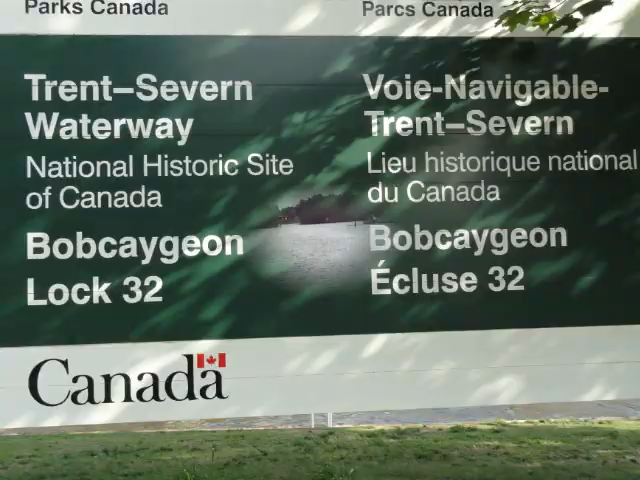 Parks Canada
Parcs Canada
Trent–Severn
Waterway
National Historic Site
of Canada
Bobcaygeon
Lock 32
Voie-Navigable-
Trent–Severn
Lieu historique national
du Canada
Bobcaygeon
Écluse 32
Canada